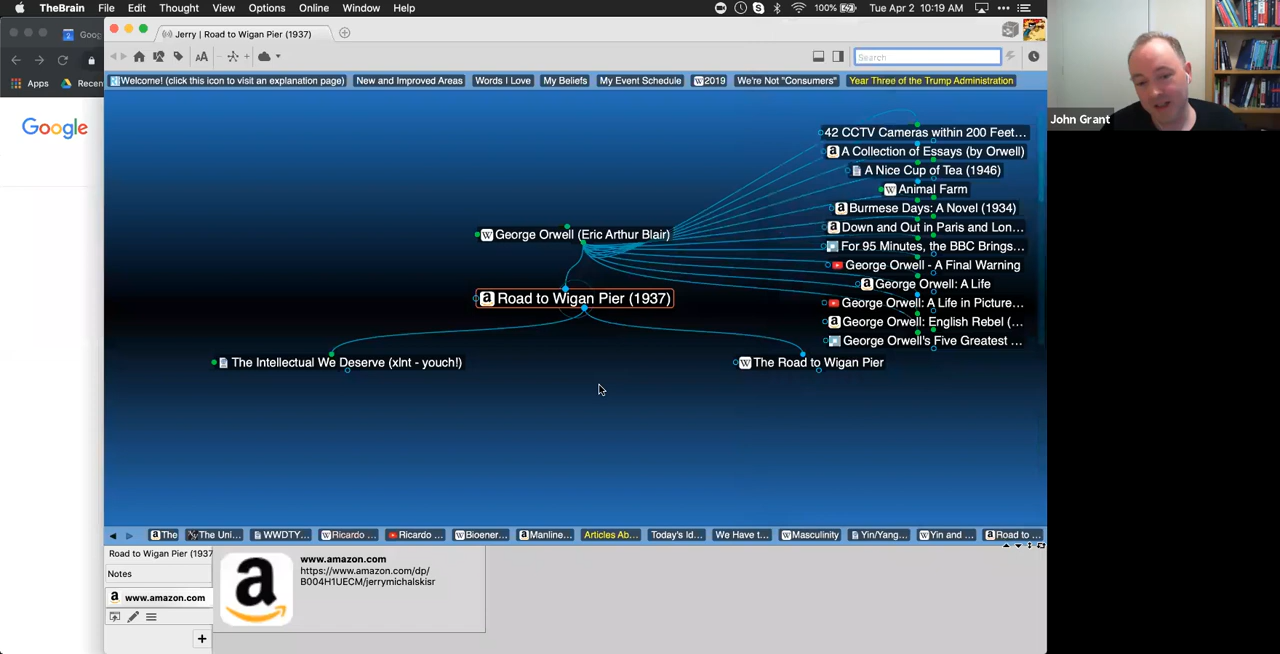 TheBrain File Edit Thought View Options Online Window Help
100% Tue Apr 2 10:19 AM
Goog
Jerry | Road to Wigan Pier (1937)
Apps Recen
AA
Search
Welcome! (click this icon to visit an explanation page) New and Improved Areas Words I Love My Beliefs My Event Schedule 2019 We're Not "Consumers" Year Three of the Trump Administration
Google
John Grant
42 CCTV Cameras within 200 Feet...
A Collection of Essays (by Orwell)
A Nice Cup of Tea (1946)
Animal Farm
Burmese Days: A Novel (1934)
Down and Out in Paris and Lon...
For 95 Minutes, the BBC Brings...
George Orwell - A Final Warning
George Orwell: A Life
George Orwell: A Life in Picture...
George Orwell: English Rebel (...
George Orwell's Five Greatest ...
George Orwell (Eric Arthur Blair)
Road to Wigan Pier (1937)
The Intellectual We Deserve (xlnt - youch!)
The Road to Wigan Pier
The The Uni... WWDTY... Ricardo ... Ricardo ... Bioener... Manline... Articles Ab... Today's Id... We Have t... Masculinity Yin/Yang... Yin and ... Road to ...
Road to Wigan Pier (1937
Notes
www.amazon.com
www.amazon.com
https://www.amazon.com/dp/
B004H1UECM/jerrymichalskisr